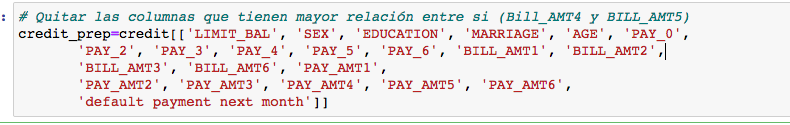 : # Quitar las columnas que tienen mayor relación entre si (Bill_AMT4 y BILL_AMT5)
credit_prep=credit[['LIMIT_BAL', 'SEX', 'EDUCATION', 'MARRIAGE', 'AGE', 'PAY_0',
'PAY_2', 'PAY_3', 'PAY_4', 'PAY_5', 'PAY_6', 'BILL_AMT1', 'BILL_AMT2',
'BILL_AMT3', 'BILL_AMT6', 'PAY_AMT1',
'PAY_AMT2', 'PAY_AMT3', 'PAY_AMT4', 'PAY_AMT5', 'PAY_AMT6',
'default payment next month']]